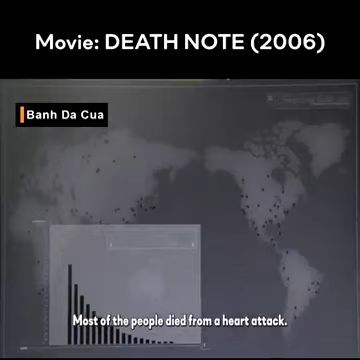 Movie: DEATH NOTE (2006)
Banh Da Cua
Most of the people died from a heart attack.